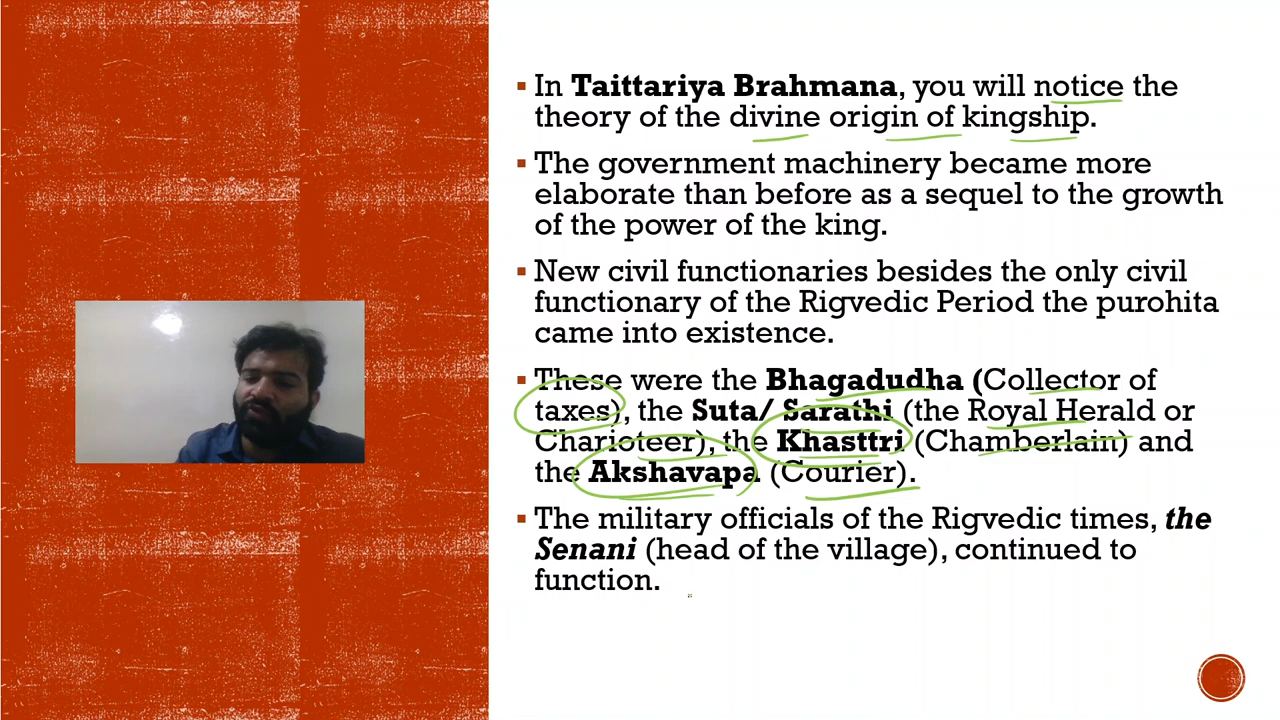 In Taittariya Brahmana, you will notice the
theory of the divine origin of kingship.
The government machinery became more
elaborate than before as a sequel to the growth
of the power of the king.
New civil functionaries besides the only civil
functionary of the Rigvedic Period the purohita
came into existence.
These were the Bhagadudha (Collector of
taxes), the Suta/ Sarathi (the Royal Herald or
Charioteer), the Khasttri (Chamberlain) and
the Akshavapa (Courier).
The military officials of the Rigvedic times, the
Senani (head of the village), continued to
function.